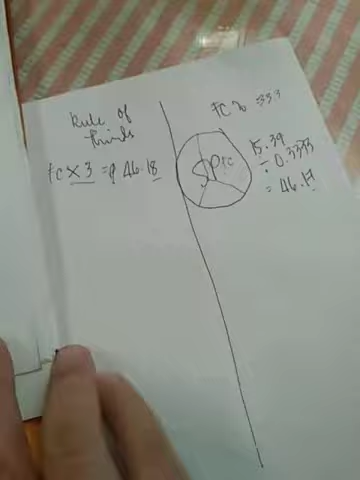 Rule of
thirds
FC x 3 = P 46.18
FC % :33.3
SP FC
15.39
÷ 0.3333
= 46.17